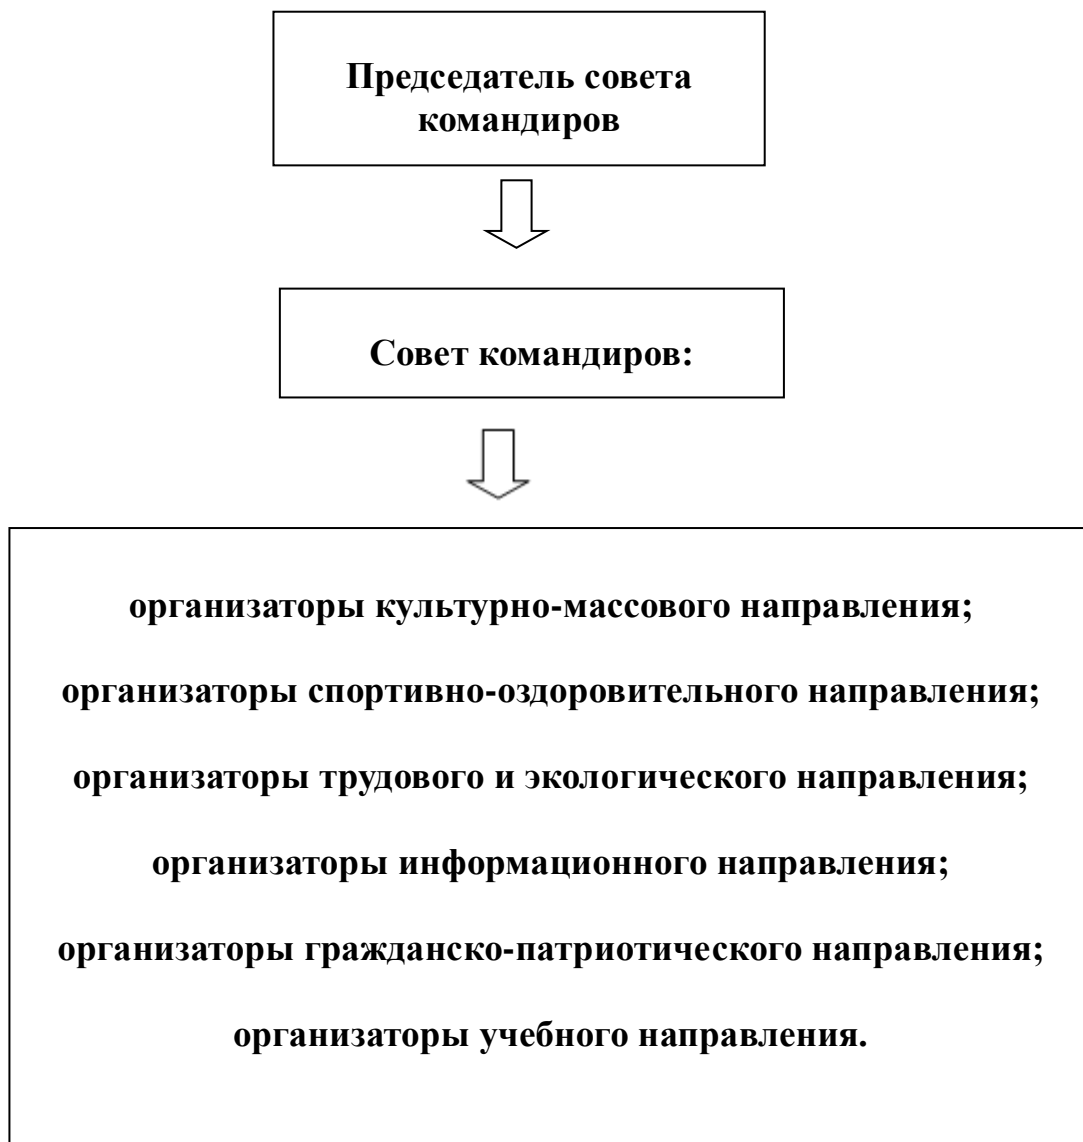 Председатель совета
командиров
Совет командиров:
организаторы культурно-массового направления;
организаторы спортивно-оздоровительного направления;
организаторы трудового и экологического направления;
организаторы информационного направления;
организаторы гражданско-патриотического направления;
организаторы учебного направления.